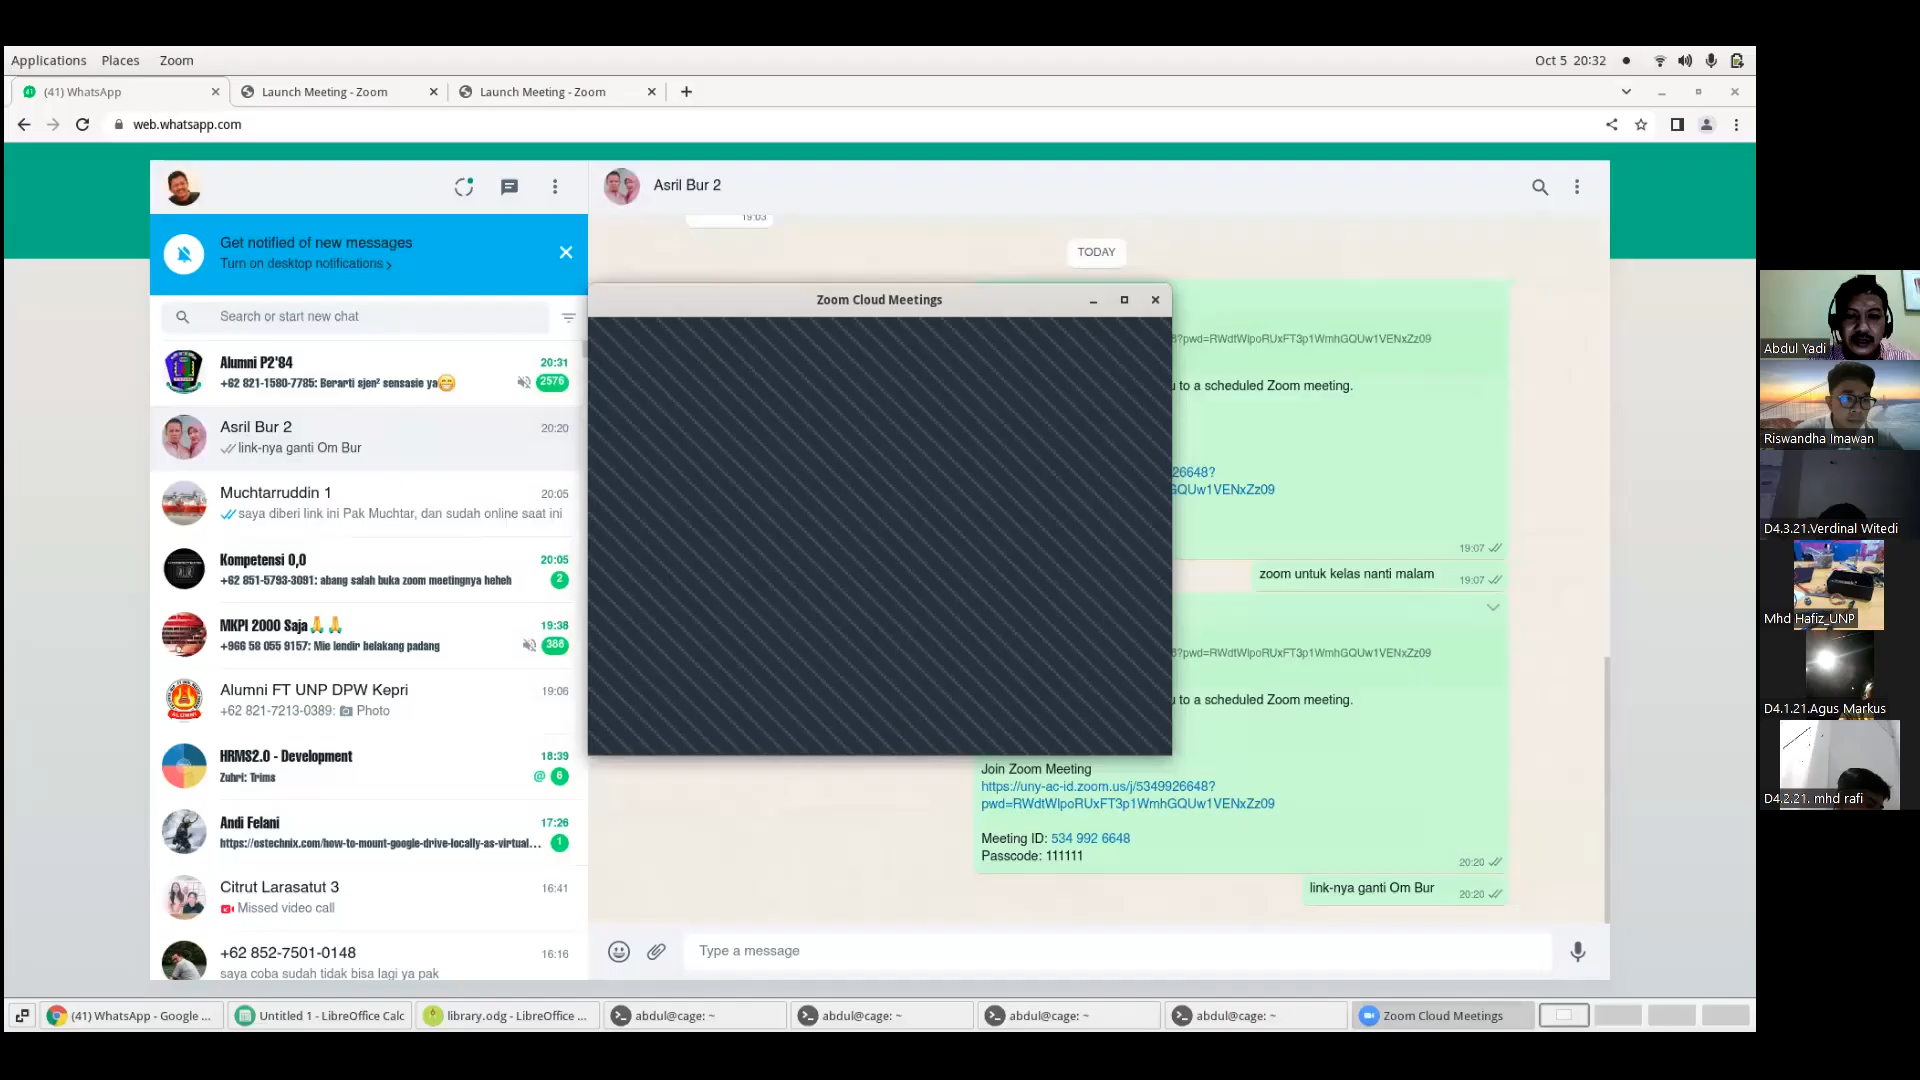 Applications Places Zoom
Oct 5 20:32
(41) WhatsApp
Launch Meeting - Zoom
Launch Meeting - Zoom
web.whatsapp.com
Get notified of new messages
Turn on desktop notifications >
Search or start new chat
Alumni P2'84 20:31
+62 821-1580-7785: Berarti sjen² sensasie ya😁 2576
Asril Bur 2 20:20
link-nya ganti Om Bur
Muchtarruddin 1 20:05
saya diberi link ini Pak Muchtar, dan sudah online saat ini
Kompetensi 0,0 20:05
+62 851-5793-3091: abang salah buka zoom meetingnya heheh 2
MKPI 2000 Saja🙏🙏 19:38
+966 58 055 9157: Mie lendir belakang padang 388
Alumni FT UNP DPW Kepri 19:06
+62 821-7213-0389: Photo
HRMS2.0 - Development 18:39
Zuhri: Trims @ 6
Andi Felani 17:26
https://ostechnix.com/how-to-mount-google-drive-locally-as-virtual... 1
Citrut Larasatut 3 16:41
Missed video call
+62 852-7501-0148 16:16
saya coba sudah tidak bisa lagi ya pak
Asril Bur 2
19:03
TODAY
Zoom Cloud Meetings
?pwd=RWdtWlpoRUxFT3p1WmhGQUw1VENxZz09
to a scheduled Zoom meeting.
26648?
GQUw1VENxZz09
19:07
zoom untuk kelas nanti malam 19:07
?pwd=RWdtWlpoRUxFT3p1WmhGQUw1VENxZz09
to a scheduled Zoom meeting.
Join Zoom Meeting
https://uny-ac-id.zoom.us/j/5349926648?
pwd=RWdtWlpoRUxFT3p1WmhGQUw1VENxZz09
Meeting ID: 534 992 6648
Passcode: 111111
20:20
link-nya ganti Om Bur 20:20
Type a message
Abdul Yadi
Riswandha Imawan
D4.3.21.Verdinal Witedi
Mhd Hafiz_UNP
D4.1.21.Agus Markus
D4.2.21. mhd rafi
(41) WhatsApp - Google ...
Untitled 1 - LibreOffice Calc
library.odg - LibreOffice ...
abdul@cage: ~
abdul@cage: ~
abdul@cage: ~
abdul@cage: ~
Zoom Cloud Meetings